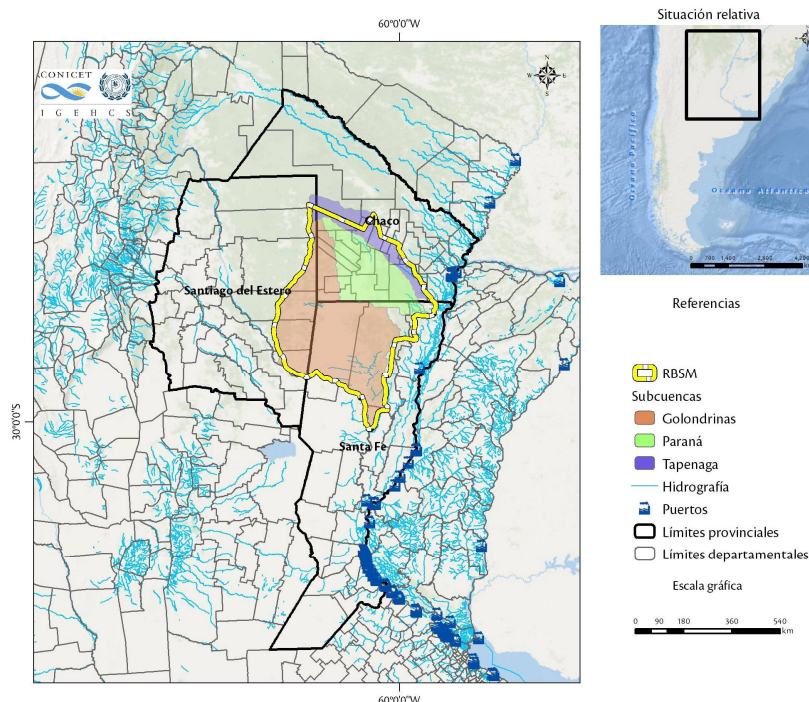 60°0'0"W
CONICET
I G E H C S
N
W E
S
Chaco
Santiago del Estero
30°0'0"S
Santa Fe
60°0'0"W
Situación relativa
Océano Pacífico
Océano Atlántico
0 700 1,400 2,800 4,200
Referencias
RBSM
Subcuencas
Golondrinas
Paraná
Tapenaga
Hidrografía
Puertos
Límites provinciales
Límites departamentales
Escala gráfica
0 90 180 360 540
km